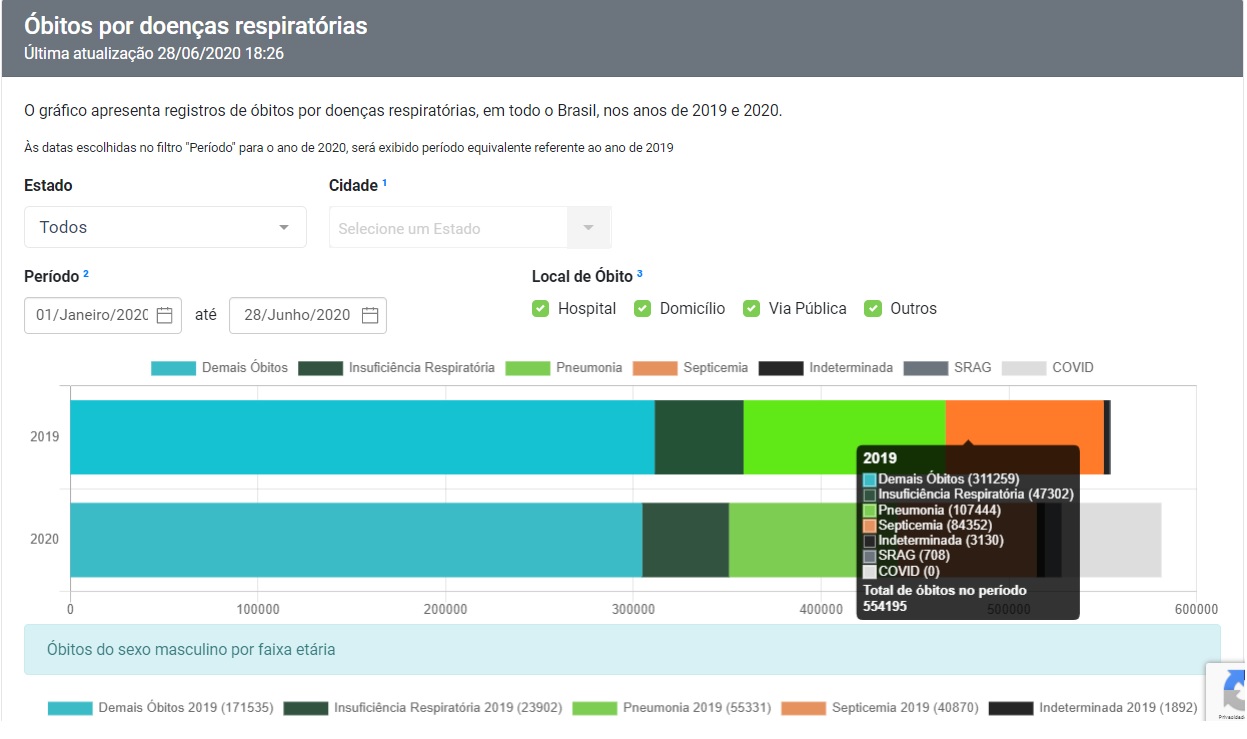 Óbitos por doenças respiratórias
Última atualização 28/06/2020 18:26
O gráfico apresenta registros de óbitos por doenças respiratórias, em todo o Brasil, nos anos de 2019 e 2020.
Às datas escolhidas no filtro "Período" para o ano de 2020, será exibido período equivalente referente ao ano de 2019
Estado Cidade 1
Todos Selecione um Estado
Período 2 Local de Óbito 3
01/Janeiro/2020 até 28/Junho/2020 Hospital Domicílio Via Pública Outros
Demais Óbitos Insuficiência Respiratória Pneumonia Septicemia Indeterminada SRAG COVID
2019
2020
2019
Demais Óbitos (311259)
Insuficiência Respiratória (47302)
Pneumonia (107444)
Septicemia (84352)
Indeterminada (3130)
SRAG (708)
COVID (0)
Total de óbitos no período
554195
0 100000 200000 300000 400000 500000 600000
Óbitos do sexo masculino por faixa etária
Demais Óbitos 2019 (171535) Insuficiência Respiratória 2019 (23902) Pneumonia 2019 (55331) Septicemia 2019 (40870) Indeterminada 2019 (1892)